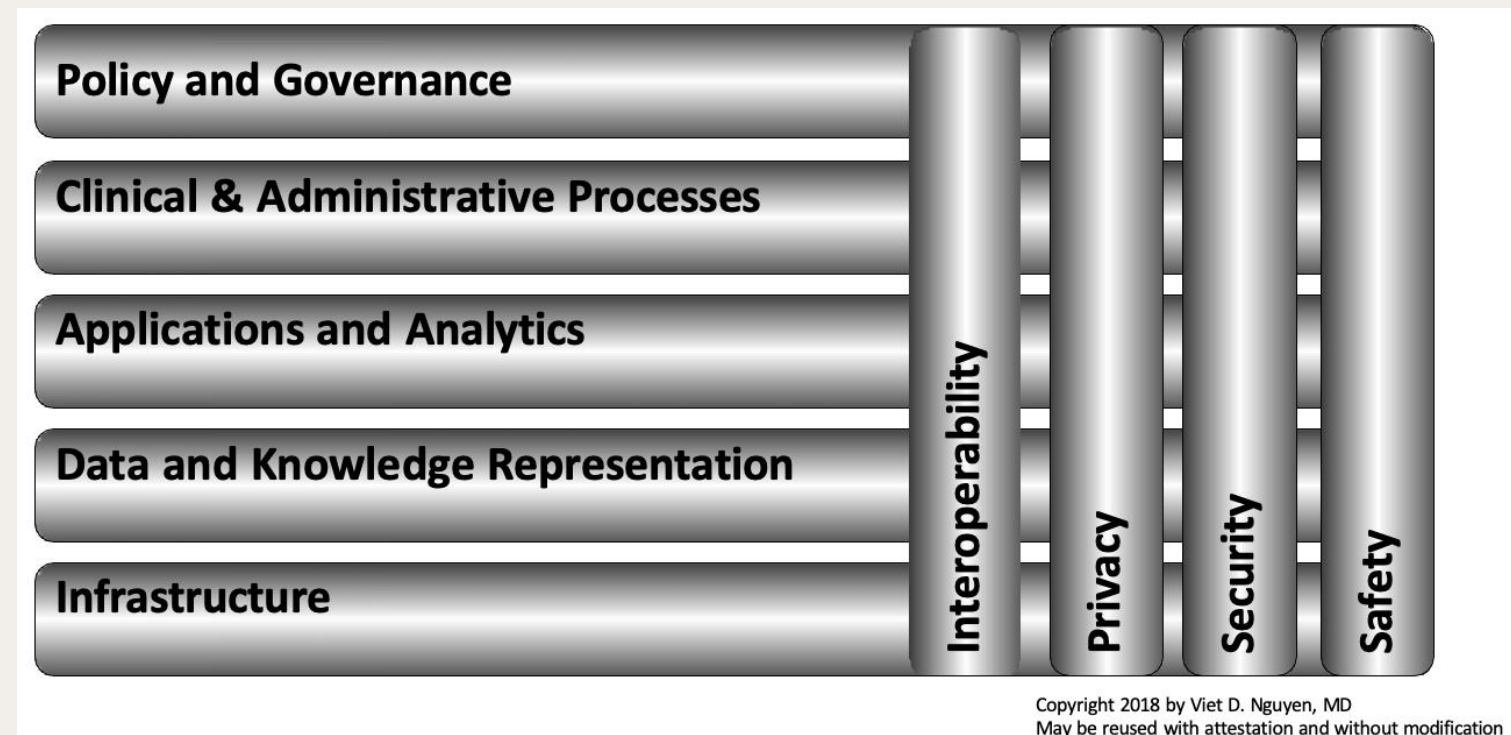 Policy and Governance
Clinical & Administrative Processes
Applications and Analytics
Data and Knowledge Representation
Infrastructure
Interoperability
Privacy
Security
Safety
Copyright 2018 by Viet D. Nguyen, MD
May be reused with attestation and without modification